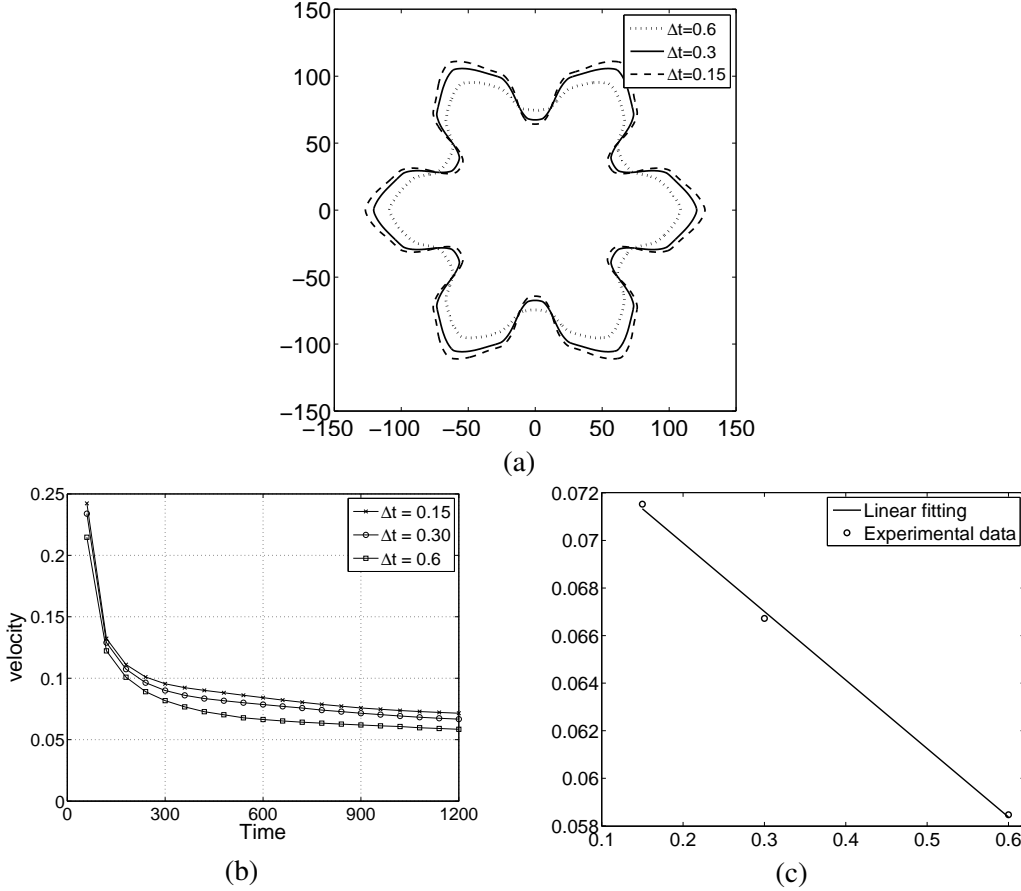 150
100
50
0
−50
−100
−150
−150 −100 −50 0 50 100 150
Δt=0.6
Δt=0.3
Δt=0.15
(a)
0.25
0.2
0.15
0.1
0.05
0
0 300 600 900 1200
velocity
Time
Δt = 0.15
Δt = 0.30
Δt = 0.6
(b)
0.072
0.07
0.068
0.066
0.064
0.062
0.06
0.058
0.1 0.2 0.3 0.4 0.5 0.6
Linear fitting
Experimental data
(c)